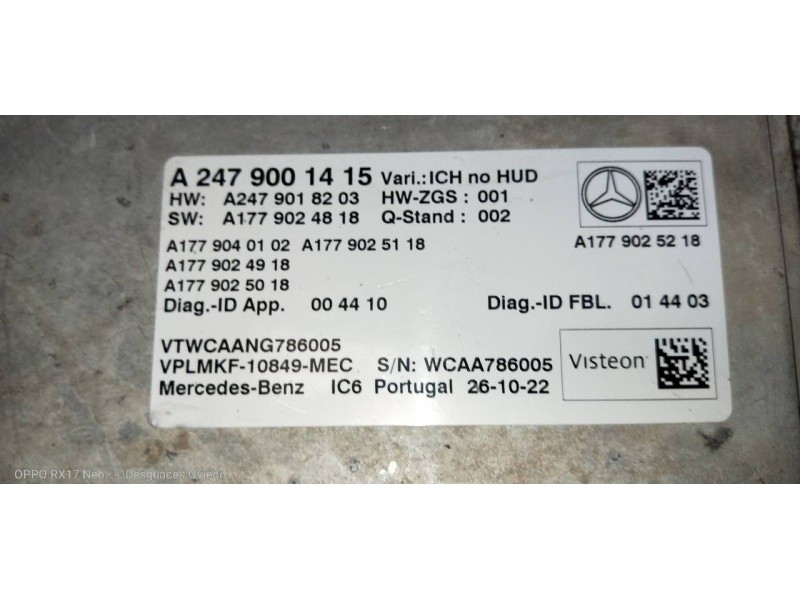 A 247 900 14 15 Vari.:ICH no HUD
HW: A247 901 82 03 HW-ZGS : 001
SW: A177 902 48 18 Q-Stand : 002
A177 904 01 02 A177 902 51 18 A177 902 52 18
A177 902 49 18
A177 902 50 18
Diag.-ID App. 00 44 10 Diag.-ID FBL. 01 44 03
VTWCAANG786005
VPLMKF-10849-MEC S/N: WCAA786005 Visteon
Mercedes-Benz IC6 Portugal 26-10-22
OPPO RX17 Neo ©Desguaces Oviedo